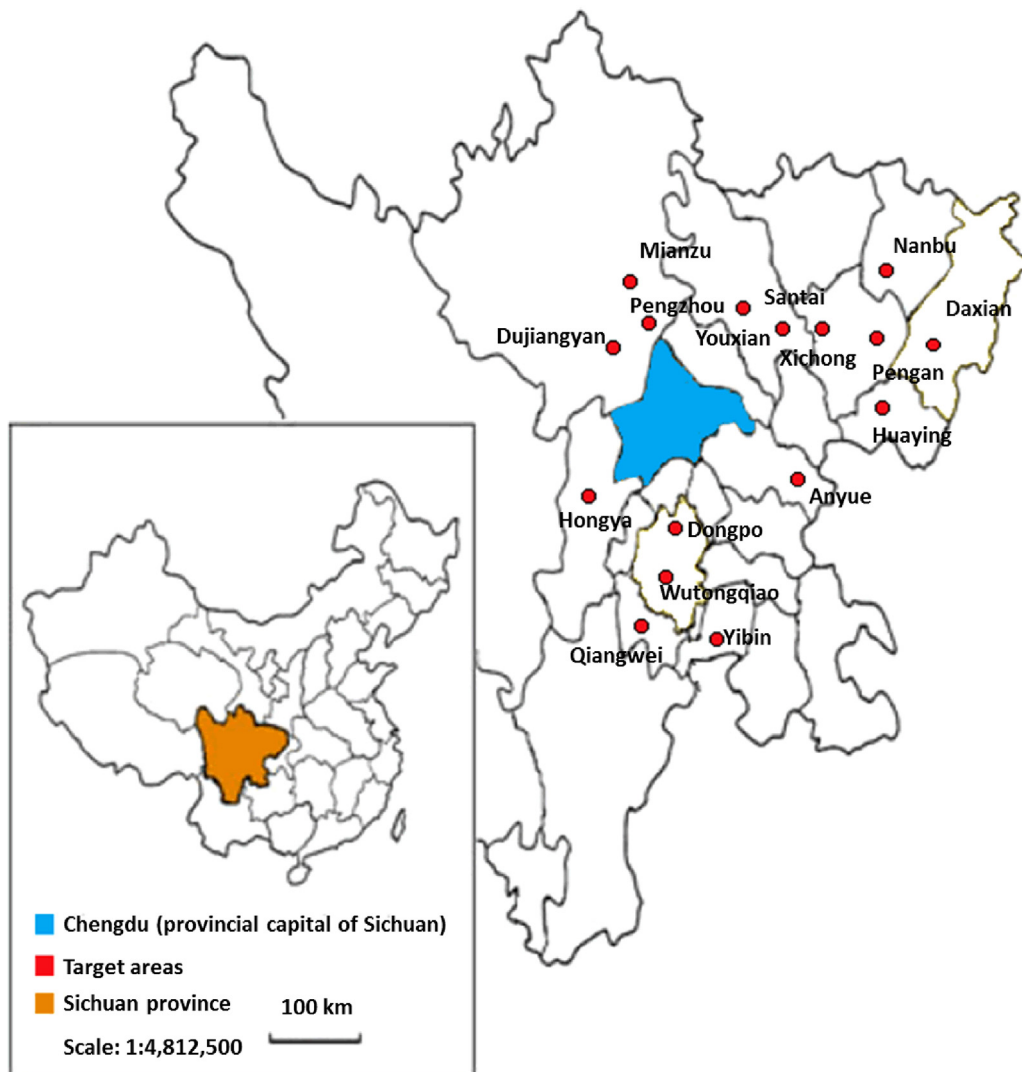 Nanbu
Mianzu
Santai
Pengzhou
Daxian
Dujiangyan
Youxian
Xichong
Pengan
Huaying
Anyue
Hongya
Dongpo
Wutongqiao
Yibin
Qiangwei
Chengdu (provincial capital of Sichuan)
Target areas
Sichuan province
100 km
Scale: 1:4,812,500